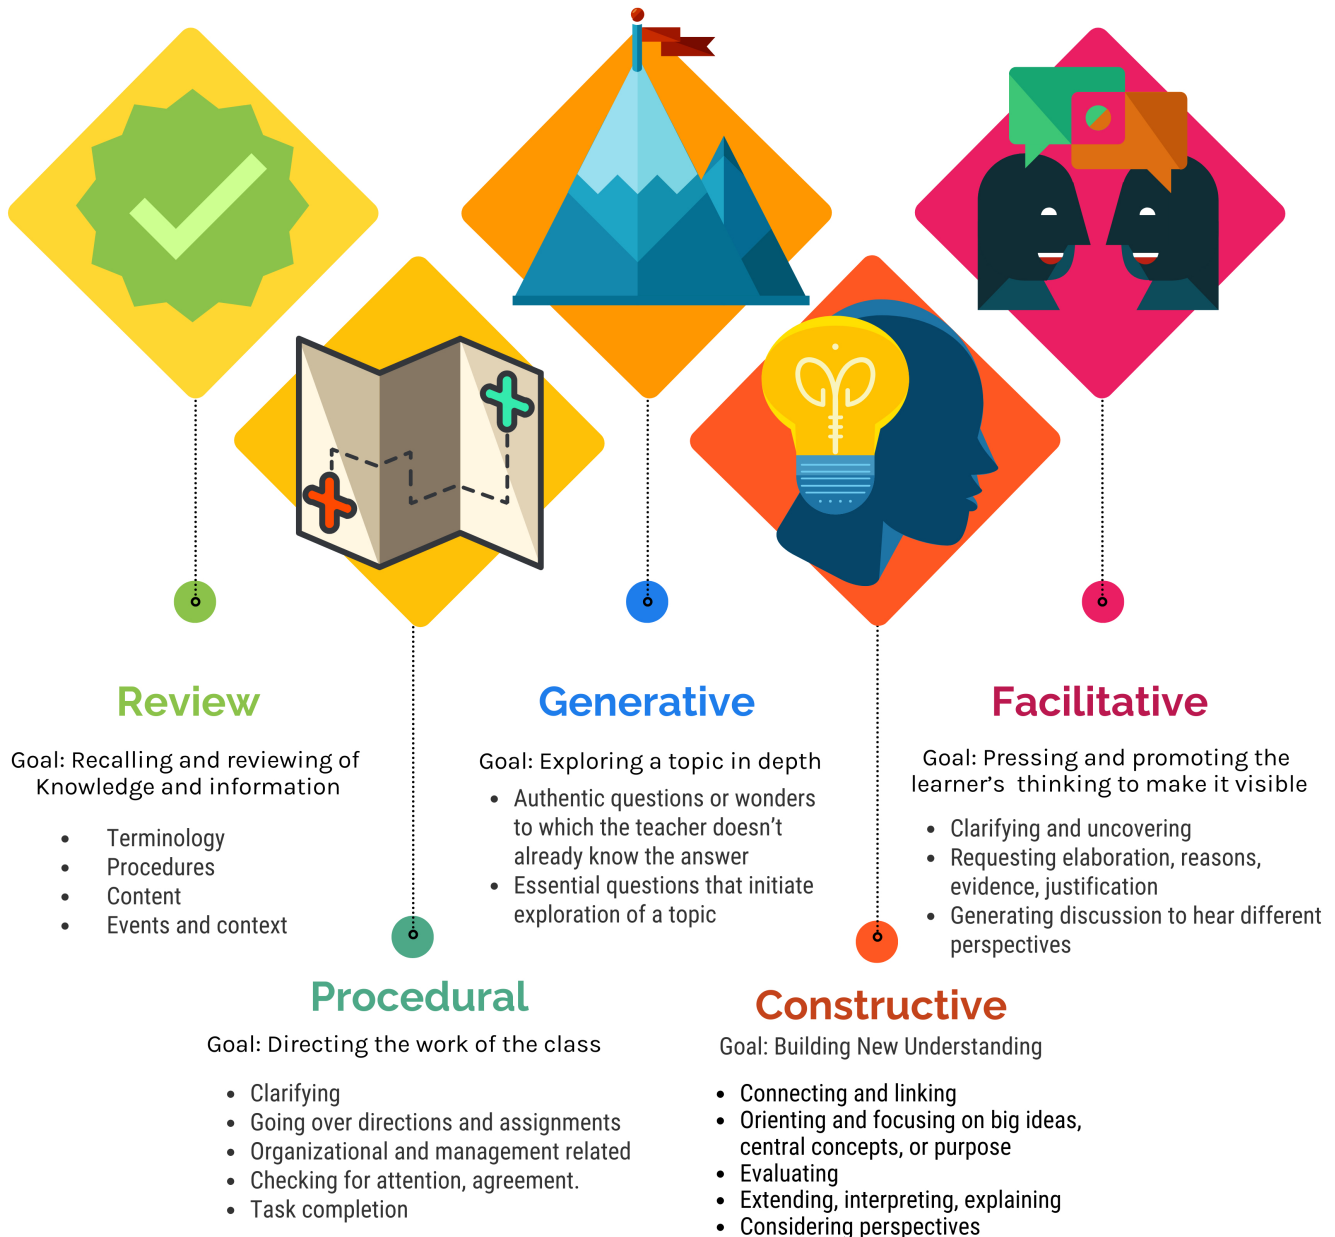 Review
Goal: Recalling and reviewing of
Knowledge and information
• Terminology
• Procedures
• Content
• Events and context
Procedural
Goal: Directing the work of the class
• Clarifying
• Going over directions and assignments
• Organizational and management related
• Checking for attention, agreement.
• Task completion
Generative
Goal: Exploring a topic in depth
• Authentic questions or wonders
to which the teacher doesn't
already know the answer
• Essential questions that initiate
exploration of a topic
Constructive
Goal: Building New Understanding
• Connecting and linking
• Orienting and focusing on big ideas,
central concepts, or purpose
• Evaluating
• Extending, interpreting, explaining
• Considering perspectives
Facilitative
Goal: Pressing and promoting the
learner's thinking to make it visible
• Clarifying and uncovering
• Requesting elaboration, reasons,
evidence, justification
• Generating discussion to hear different
perspectives